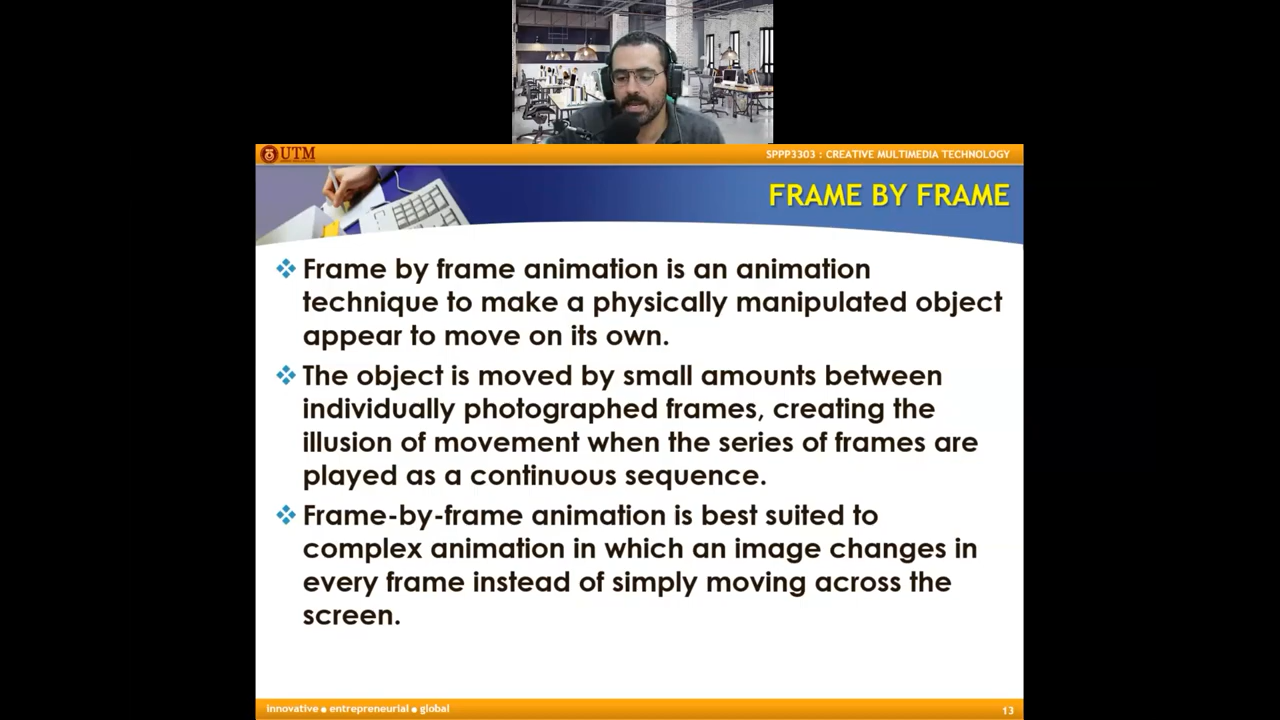 UTM
SPPP3303 : CREATIVE MULTIMEDIA TECHNOLOGY
FRAME BY FRAME
Frame by frame animation is an animation
technique to make a physically manipulated object
appear to move on its own.
The object is moved by small amounts between
individually photographed frames, creating the
illusion of movement when the series of frames are
played as a continuous sequence.
Frame-by-frame animation is best suited to
complex animation in which an image changes in
every frame instead of simply moving across the
screen.
innovative ● entrepreneurial ● global
13